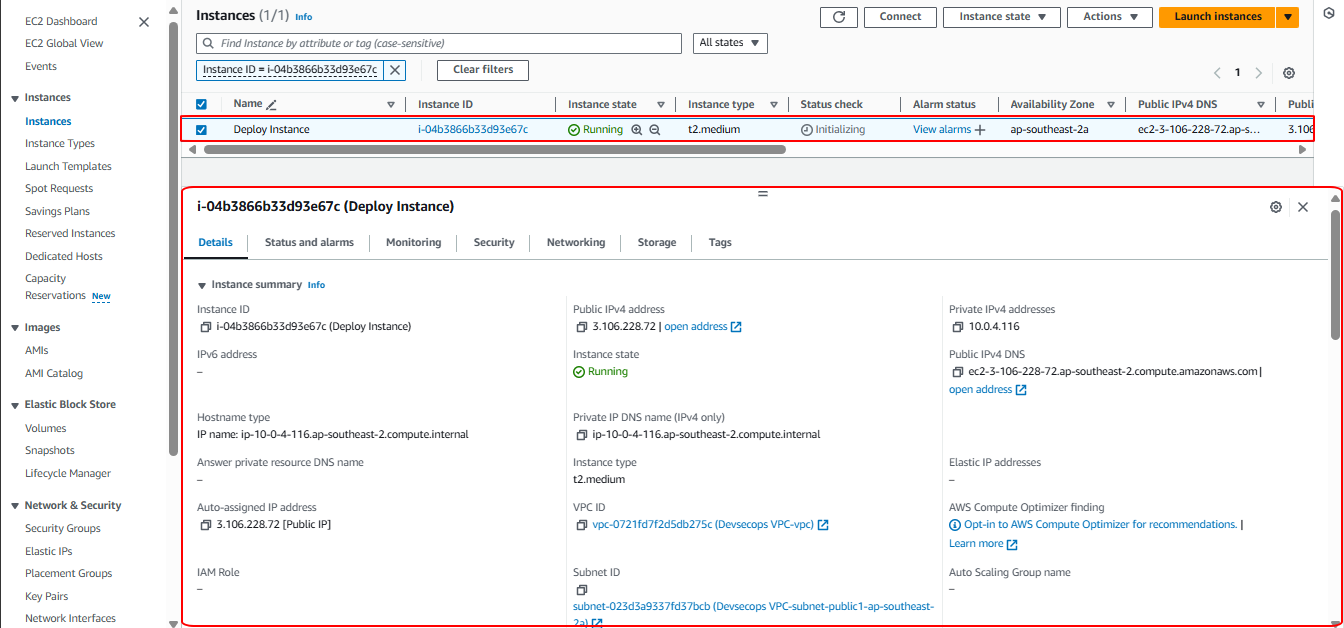 EC2 Dashboard
EC2 Global View
Events
Instances
Instances
Instance Types
Launch Templates
Spot Requests
Savings Plans
Reserved Instances
Dedicated Hosts
Capacity
Reservations New
Images
AMIs
AMI Catalog
Elastic Block Store
Volumes
Snapshots
Lifecycle Manager
Network & Security
Security Groups
Elastic IPs
Placement Groups
Key Pairs
Network Interfaces
Instances (1/1) Info
Connect Instance state Actions Launch instances
Find Instance by attribute or tag (case-sensitive) All states
Instance ID = i-04b3866b33d93e67c Clear filters
1
Name Instance ID Instance state Instance type Status check Alarm status Availability Zone Public IPv4 DNS Publi
Deploy Instance i-04b3866b33d93e67c Running t2.medium Initializing View alarms ap-southeast-2a ec2-3-106-228-72.ap-s... 3.106
i-04b3866b33d93e67c (Deploy Instance)
Details Status and alarms Monitoring Security Networking Storage Tags
Instance summary Info
Instance ID
i-04b3866b33d93e67c (Deploy Instance)
Public IPv4 address
3.106.228.72 | open address
Private IPv4 addresses
10.0.4.116
IPv6 address
–
Instance state
Running
Public IPv4 DNS
ec2-3-106-228-72.ap-southeast-2.compute.amazonaws.com |
open address
Hostname type
IP name: ip-10-0-4-116.ap-southeast-2.compute.internal
Private IP DNS name (IPv4 only)
ip-10-0-4-116.ap-southeast-2.compute.internal
Answer private resource DNS name
–
Instance type
t2.medium
Elastic IP addresses
–
Auto-assigned IP address
3.106.228.72 [Public IP]
VPC ID
vpc-0721fd7f2d5db275c (Devsecops VPC-vpc)
AWS Compute Optimizer finding
Opt-in to AWS Compute Optimizer for recommendations. |
Learn more
IAM Role
–
Subnet ID
subnet-023d3a9337fd37bcb (Devsecops VPC-subnet-public1-ap-southeast-
2a)
Auto Scaling Group name
–